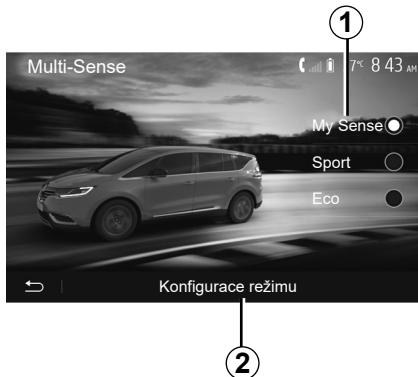 1
Multi-Sense 7°C 8 43 AM
My Sense
Sport
Eco
Konfigurace režimu
2